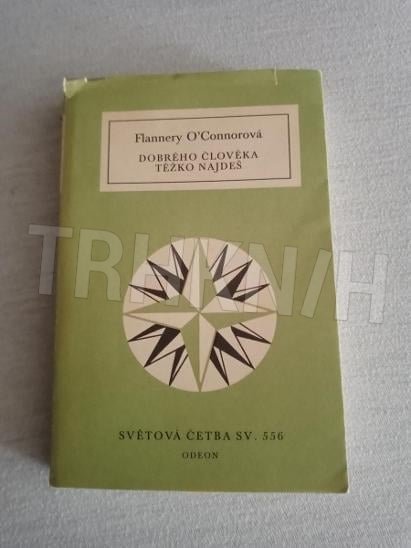 Flannery O'Connorová
DOBRÉHO ČLOVĚKA
TĚŽKO NAJDEŠ
TRHKNIH
SVĚTOVÁ ČETBA SV. 556
ODEON